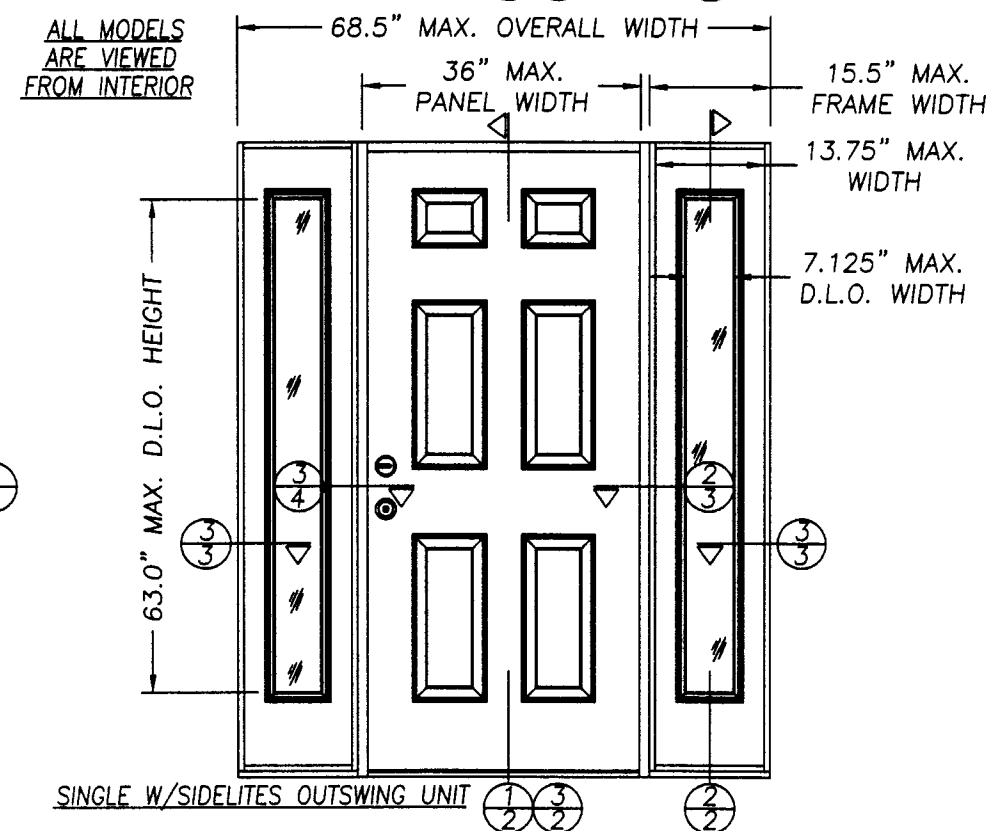 ALL MODELS
ARE VIEWED
FROM INTERIOR
68.5" MAX. OVERALL WIDTH
36" MAX.
PANEL WIDTH
15.5" MAX.
FRAME WIDTH
13.75" MAX.
WIDTH
7.125" MAX.
D.L.O. WIDTH
63.0" MAX. D.L.O. HEIGHT
3
4
2
3
3
3
3
3
SINGLE W/SIDELITES OUTSWING UNIT
1
2
3
2
2
2